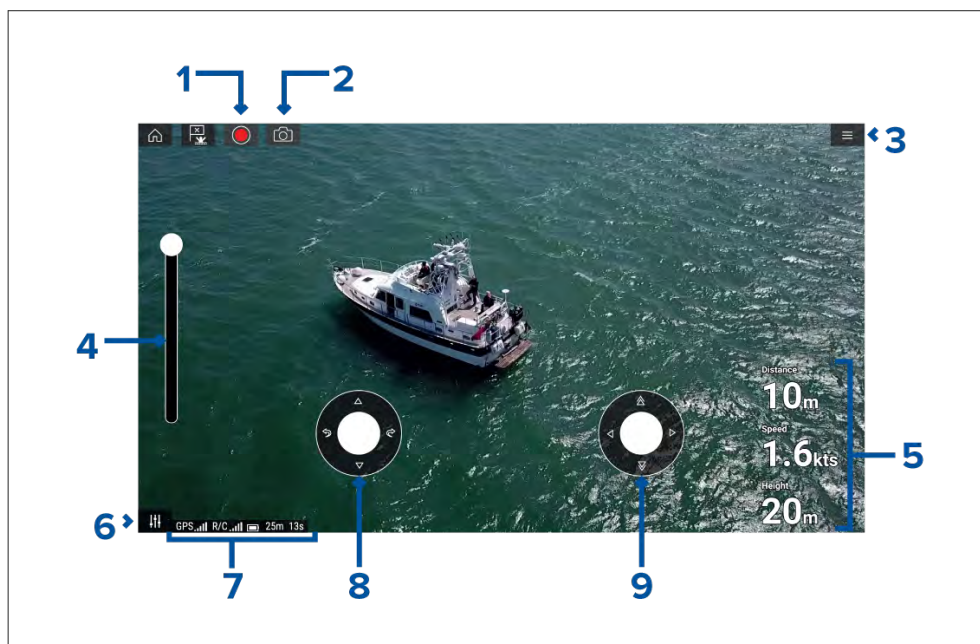 1
2
3
4
Distance
10m
Speed
1.6kts
5
Height
20m
6
GPS R/C 25m 13s
7
8
9